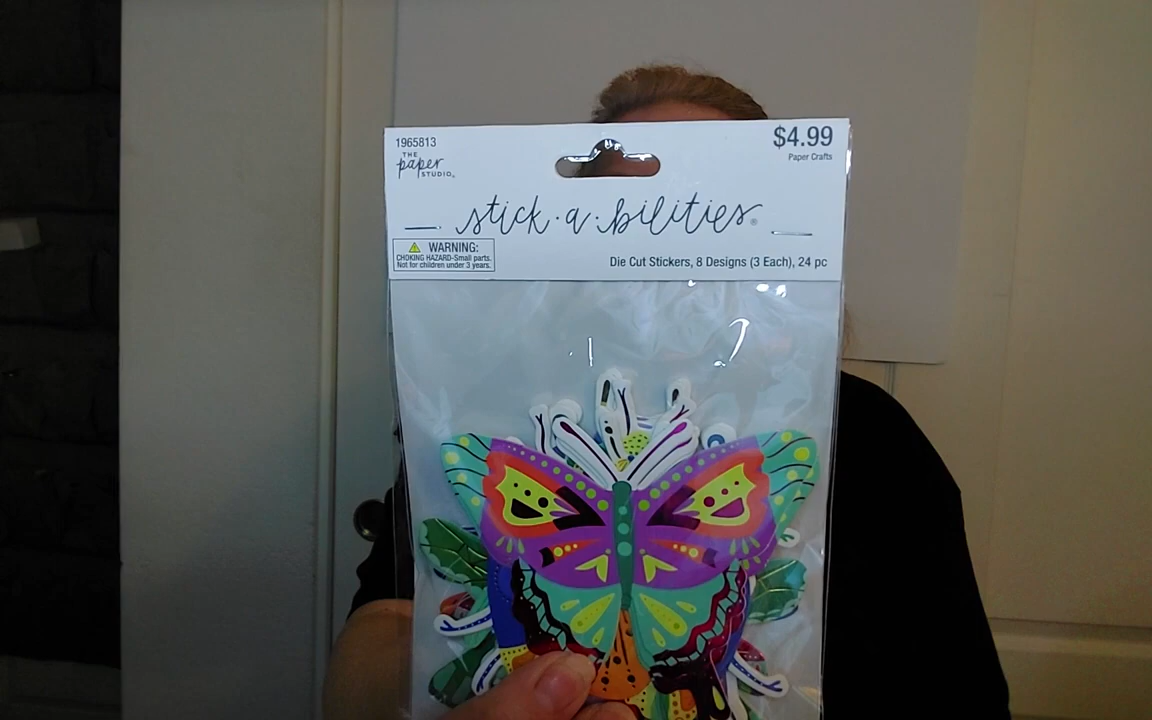 1965813
THE
paper
STUDIO®
$4.99
Paper Crafts
stick·a·bilities®
WARNING:
CHOKING HAZARD-Small parts.
Not for children under 3 years.
Die Cut Stickers, 8 Designs (3 Each), 24 pc